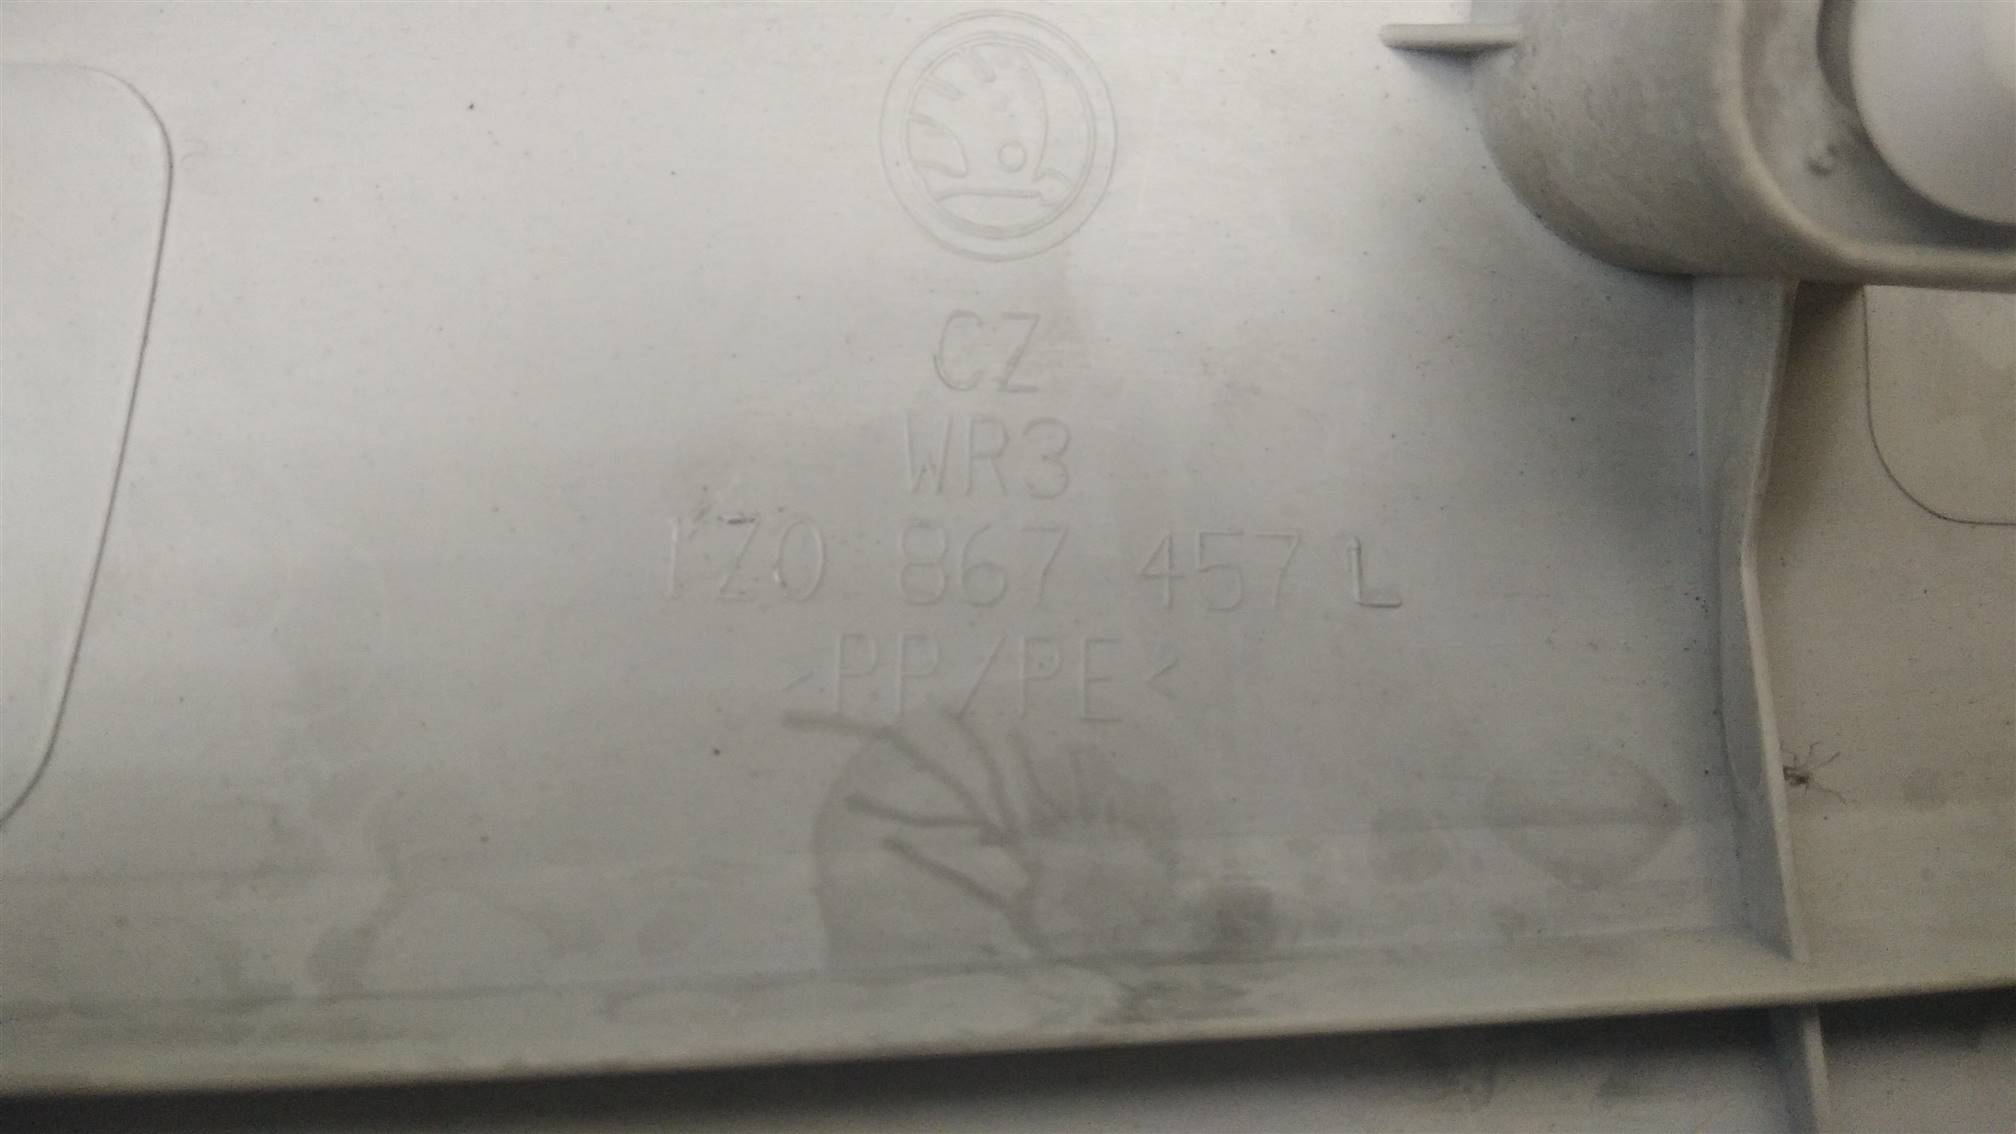 CZ
WR3
1Z0 867 457 L
>PP/PE<